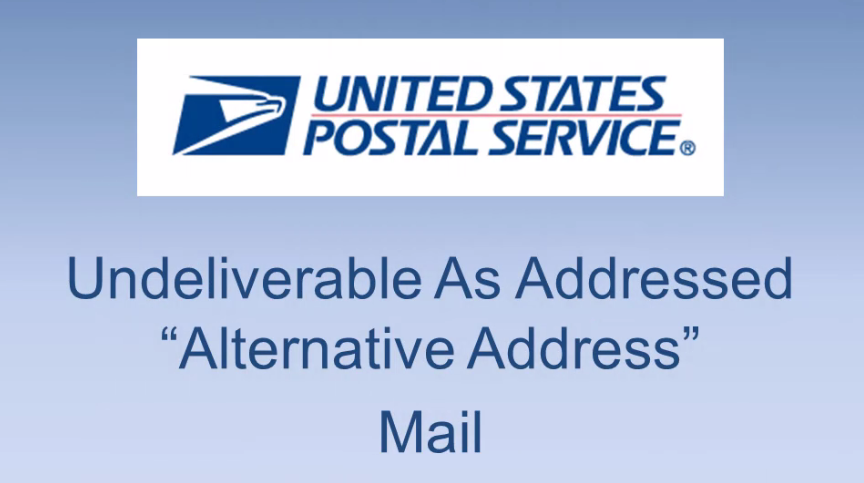 UNITED STATES
POSTAL SERVICE®
Undeliverable As Addressed
“Alternative Address”
Mail